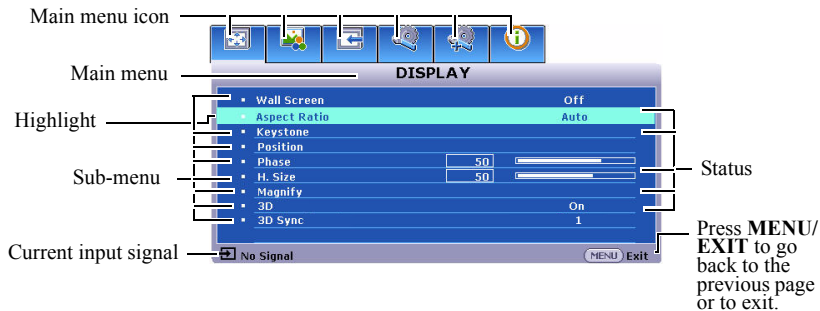 Main menu icon
Main menu
DISPLAY
Wall Screen Off
Highlight
Aspect Ratio Auto
Keystone
Position
Phase 50
Sub-menu
H. Size 50
Status
Magnify
3D On
3D Sync 1
Current input signal
No Signal
MENU Exit
Press MENU/
EXIT to go
back to the
previous page
or to exit.